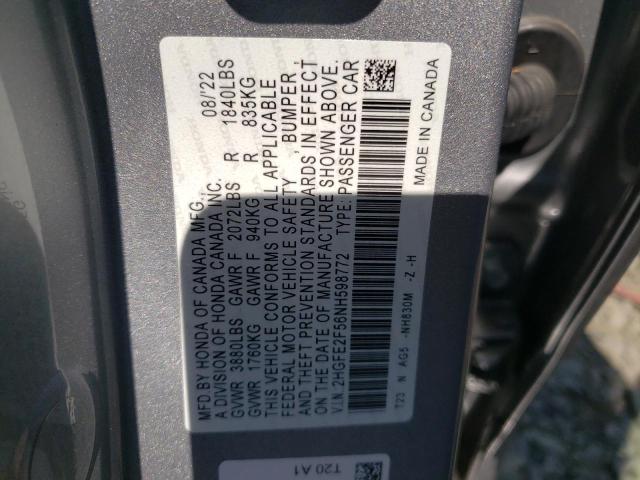 MFD BY HONDA OF CANADA MFG., 08/'22
A DIVISION OF HONDA CANADA INC.
GVWR 3880LBS GAWR F 2072LBS R 1840LBS
GVWR 1760KG GAWR F 940KG R 835KG
THIS VEHICLE CONFORMS TO ALL APPLICABLE
FEDERAL MOTOR VEHICLE SAFETY , BUMPER,
AND THEFT PREVENTION STANDARDS IN EFFECT
ON THE DATE OF MANUFACTURE SHOWN ABOVE.
V.I.N. 2HGFE2F56NH598772 TYPE: PASSENGER CAR
MADE IN CANADA
T23 N AG5 -NH830M -Z -H
T20 A1